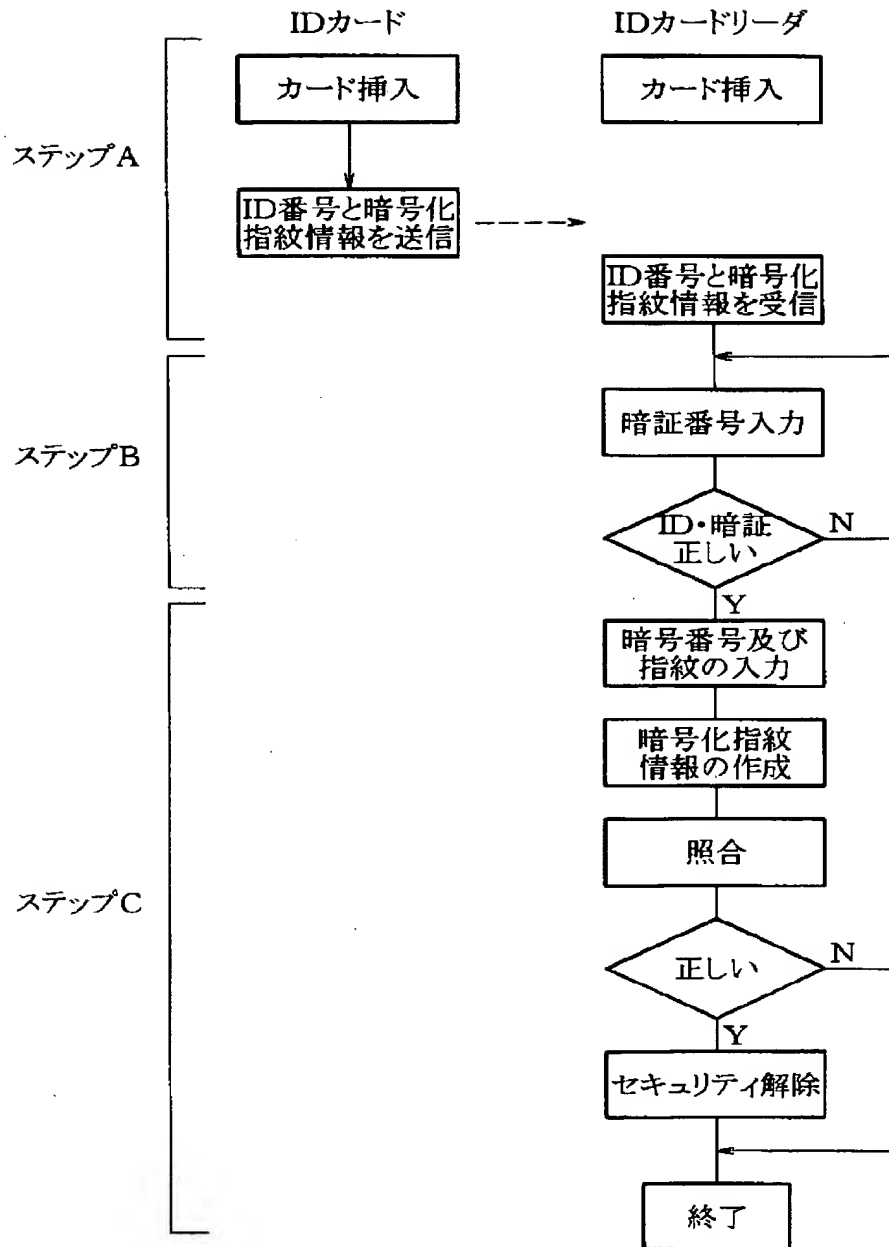 IDカード
IDカードリーダ
カード挿入
カード挿入
ステップA
ID番号と暗号化
指紋情報を送信
ID番号と暗号化
指紋情報を受信
ステップB
暗証番号入力
ID・暗証
正しい
N
Y
暗号番号及び
指紋の入力
暗号化指紋
情報の作成
照合
ステップC
正しい
N
Y
セキュリティ解除
終了